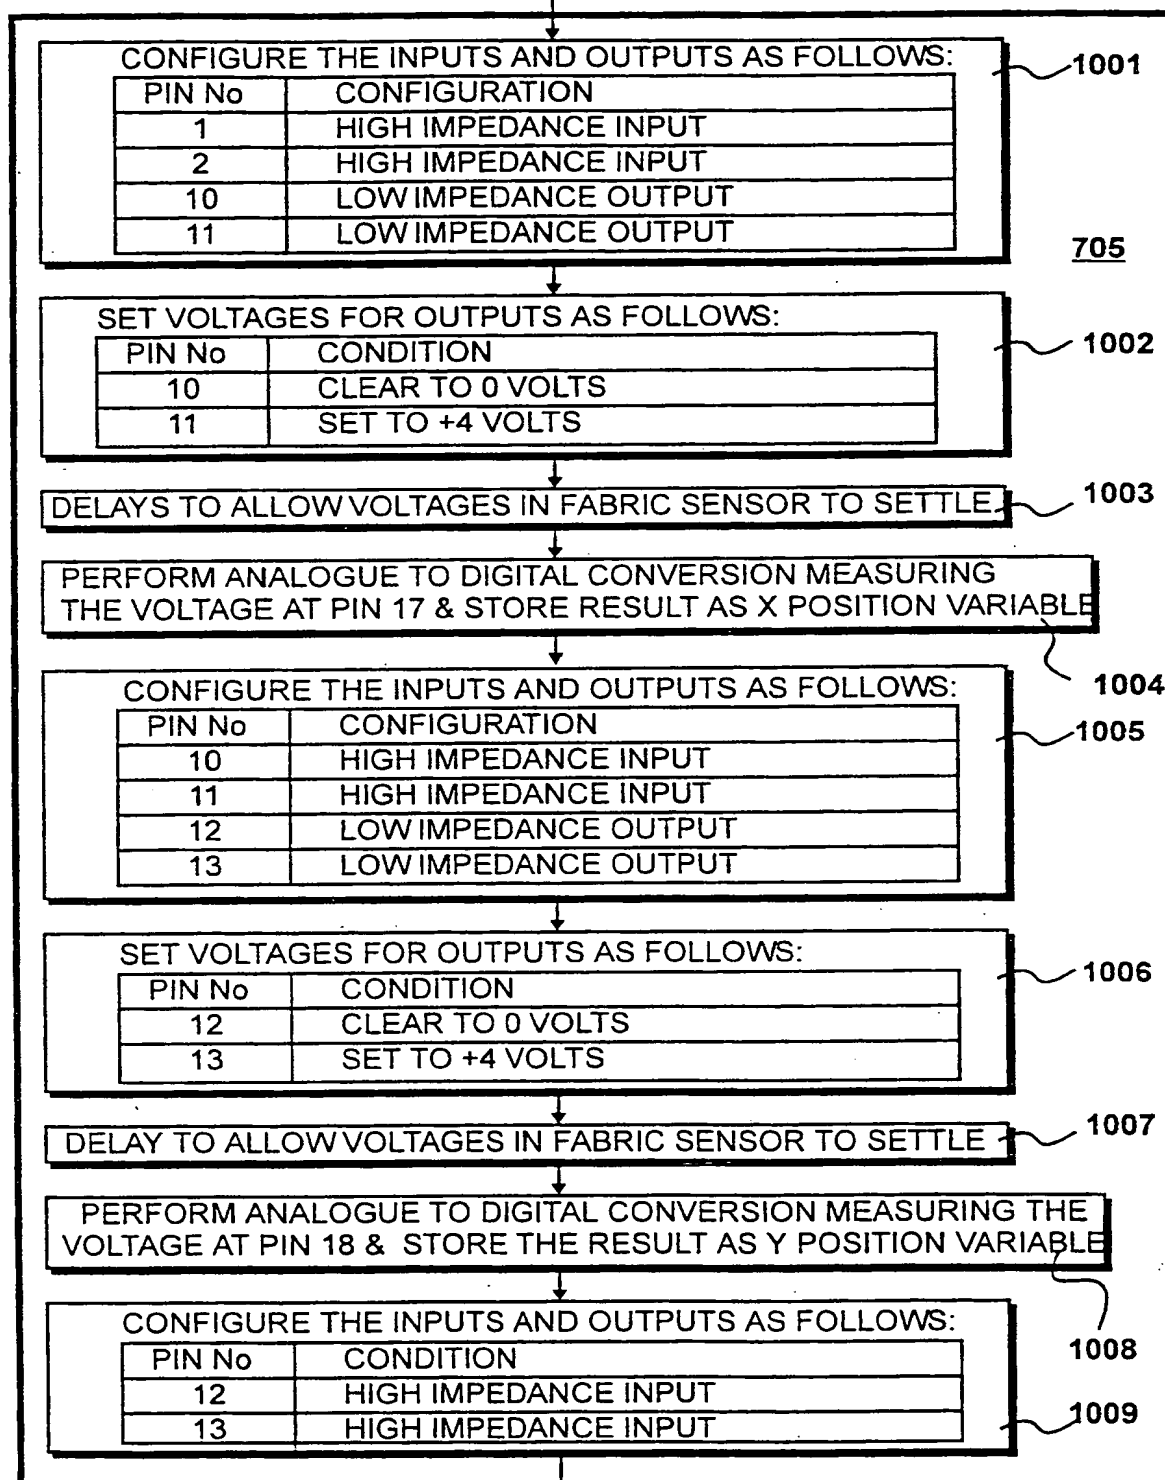 CONFIGURE THE INPUTS AND OUTPUTS AS FOLLOWS:
1001
PIN No CONFIGURATION
1 HIGH IMPEDANCE INPUT
2 HIGH IMPEDANCE INPUT
10 LOW IMPEDANCE OUTPUT
11 LOW IMPEDANCE OUTPUT
705
SET VOLTAGES FOR OUTPUTS AS FOLLOWS:
1002
PIN No CONDITION
10 CLEAR TO 0 VOLTS
11 SET TO +4 VOLTS
DELAYS TO ALLOW VOLTAGES IN FABRIC SENSOR TO SETTLE.
1003
PERFORM ANALOGUE TO DIGITAL CONVERSION MEASURING
THE VOLTAGE AT PIN 17 & STORE RESULT AS X POSITION VARIABLE
1004
CONFIGURE THE INPUTS AND OUTPUTS AS FOLLOWS:
1005
PIN No CONFIGURATION
10 HIGH IMPEDANCE INPUT
11 HIGH IMPEDANCE INPUT
12 LOW IMPEDANCE OUTPUT
13 LOW IMPEDANCE OUTPUT
SET VOLTAGES FOR OUTPUTS AS FOLLOWS:
1006
PIN No CONDITION
12 CLEAR TO 0 VOLTS
13 SET TO +4 VOLTS
DELAY TO ALLOW VOLTAGES IN FABRIC SENSOR TO SETTLE
1007
PERFORM ANALOGUE TO DIGITAL CONVERSION MEASURING THE
VOLTAGE AT PIN 18 & STORE THE RESULT AS Y POSITION VARIABLE
1008
CONFIGURE THE INPUTS AND OUTPUTS AS FOLLOWS:
PIN No CONDITION
12 HIGH IMPEDANCE INPUT
13 HIGH IMPEDANCE INPUT
1009